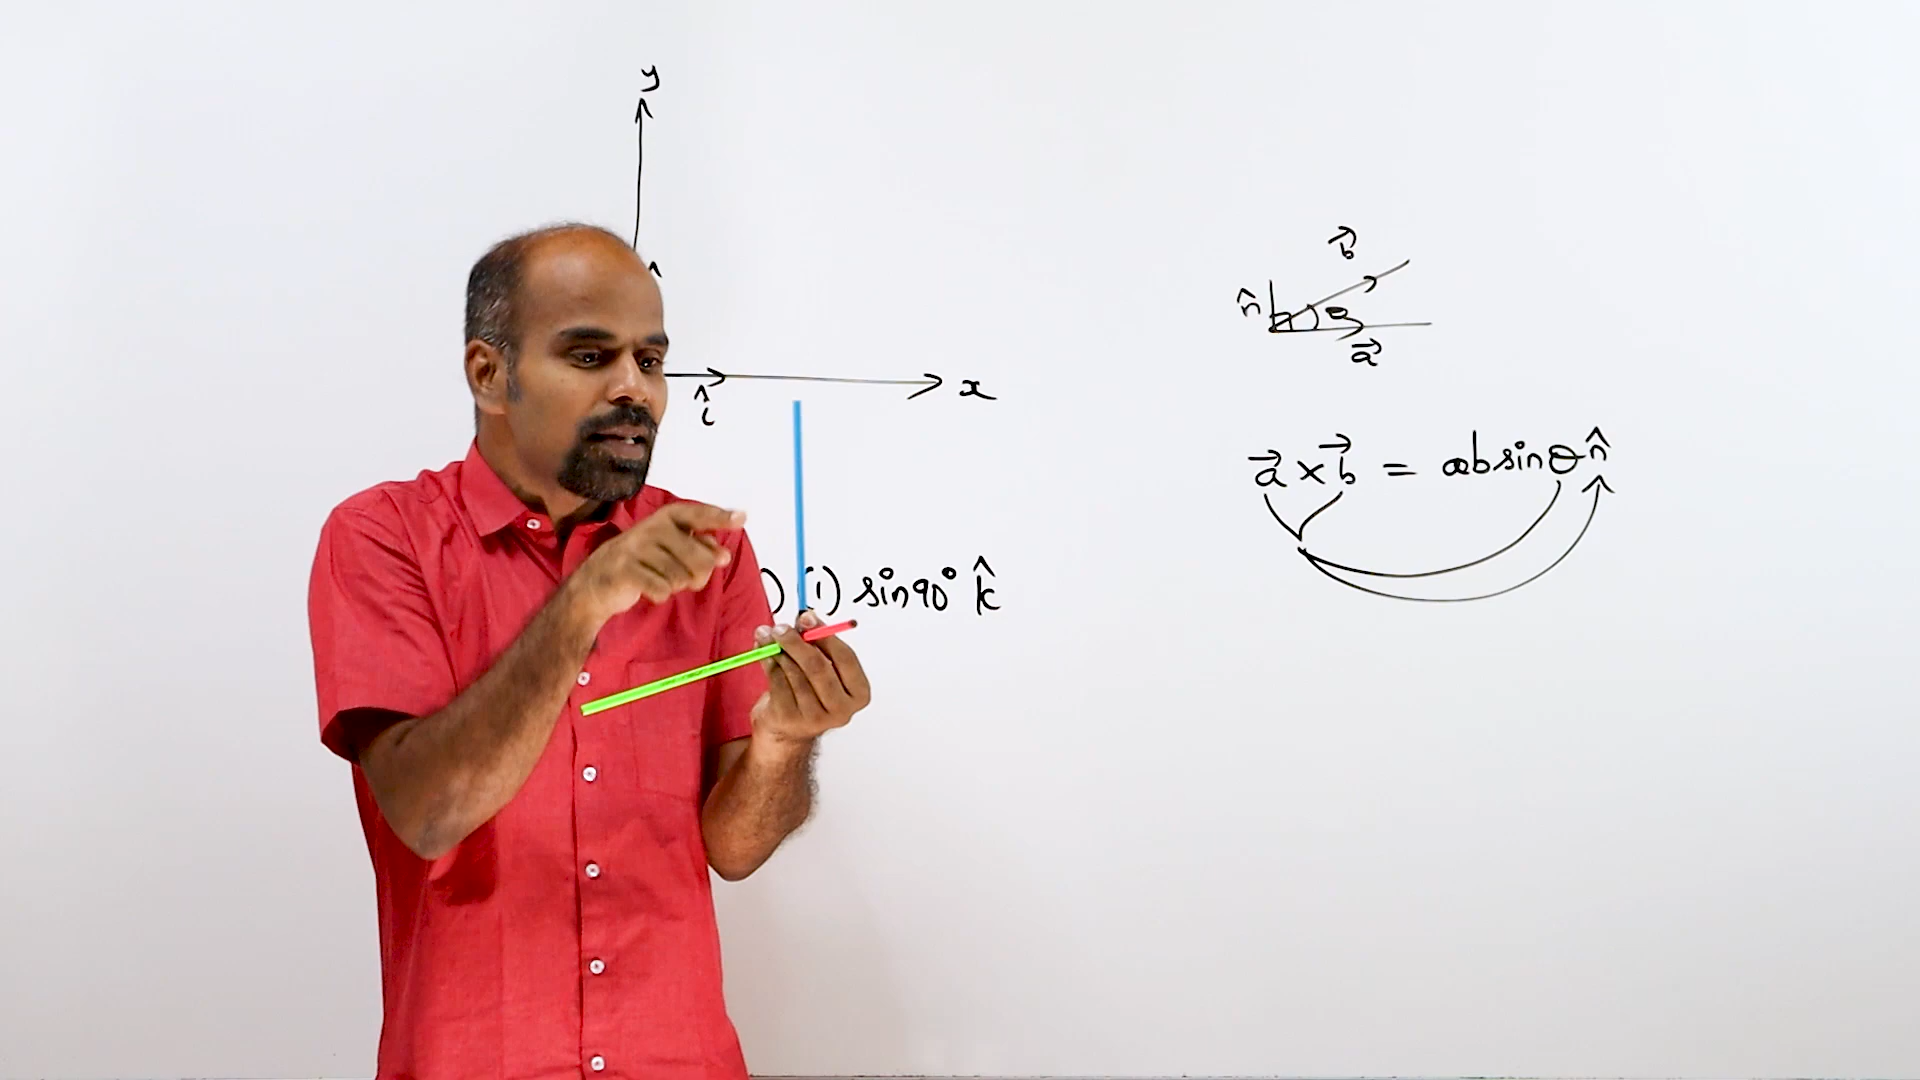 y
î
x
b⃗
n̂ θ
a⃗
a⃗ × b⃗ = ab sinθ n̂
) (1) sin90° k̂